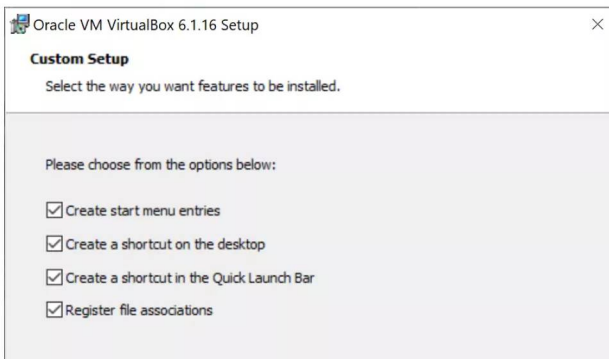 Oracle VM VirtualBox 6.1.16 Setup
Custom Setup
Select the way you want features to be installed.
Please choose from the options below:
Create start menu entries
Create a shortcut on the desktop
Create a shortcut in the Quick Launch Bar
Register file associations